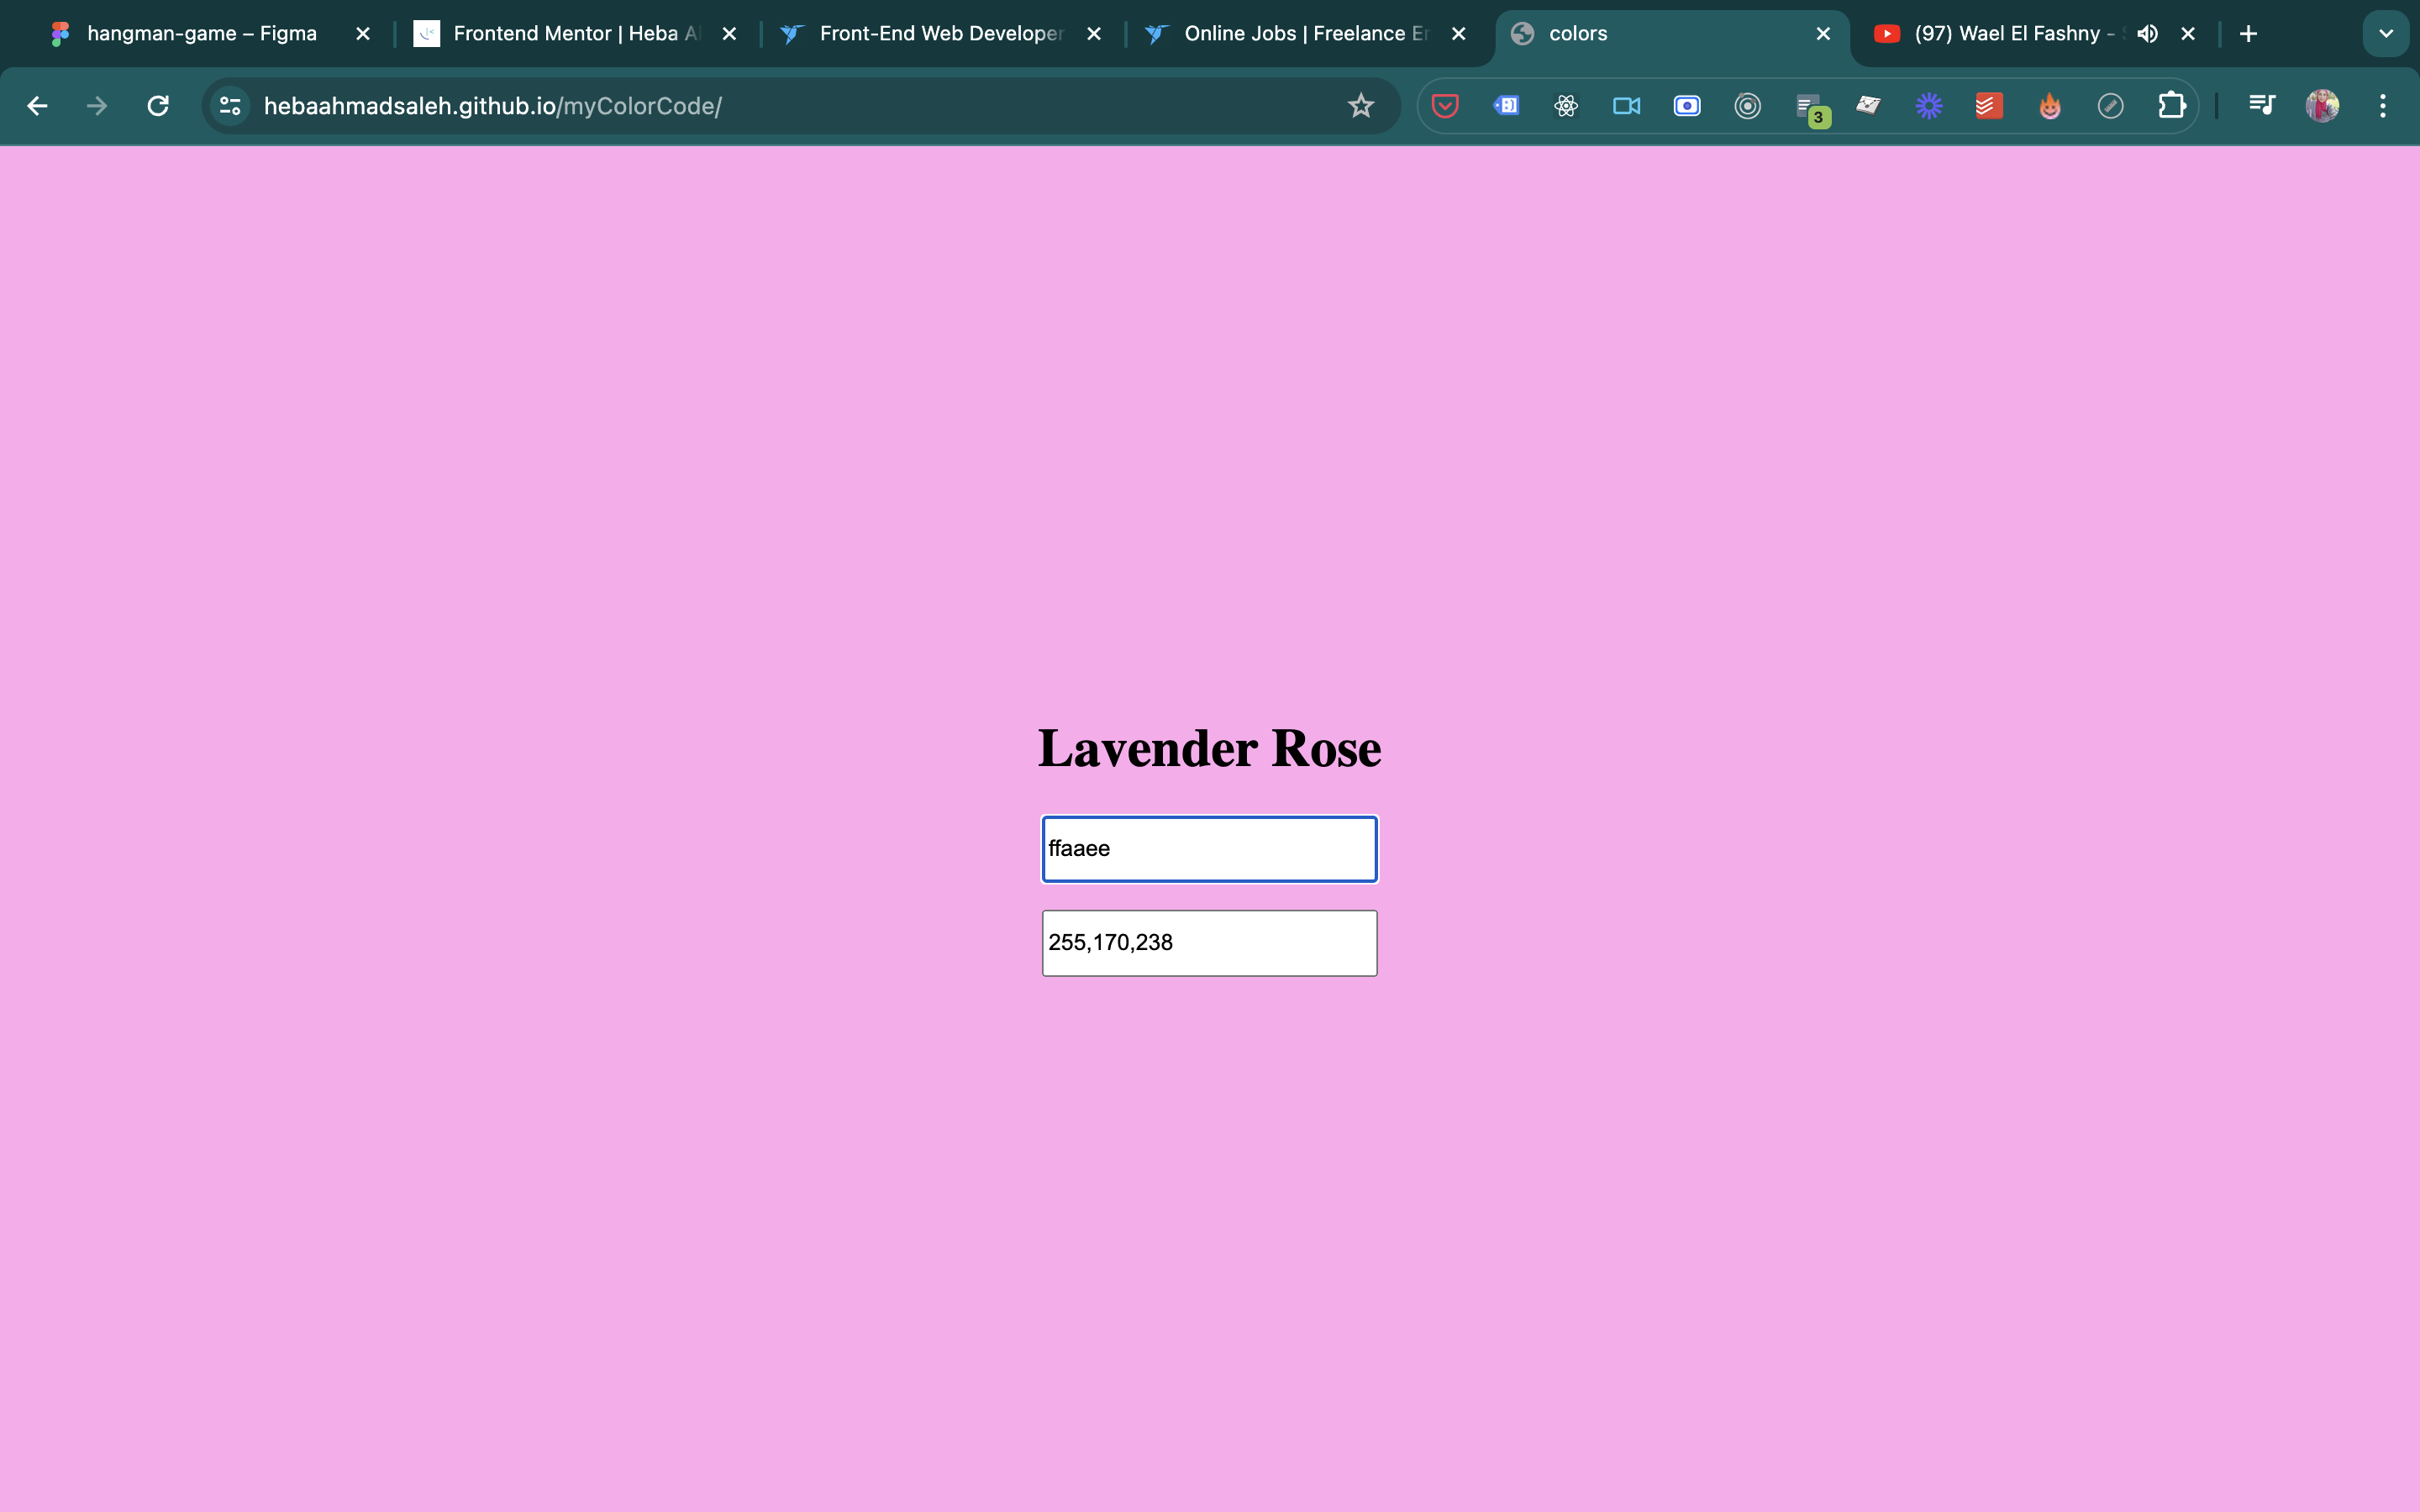 hangman-game – Figma
Frontend Mentor | Heba A
Front-End Web Developer
Online Jobs | Freelance E
colors
(97) Wael El Fashny -
hebaahmadsaleh.github.io/myColorCode/
3
Lavender Rose
ffaaee
255,170,238